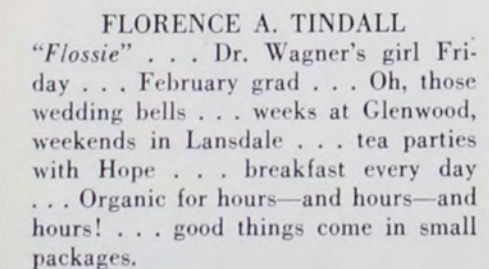 FLORENCE A. TINDALL
"Flossie" . . . Dr. Wagner's girl Fri-
day . . . February grad . . . Oh, those
wedding bells . . . weeks at Glenwood,
weekends in Lansdale . . . tea parties
with Hope . . . breakfast every day
. . . Organic for hours—and hours—and
hours! . . . good things come in small
packages.